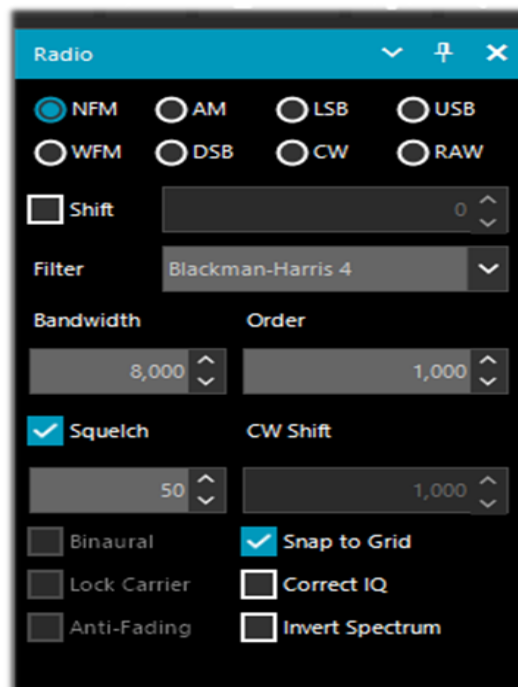 Radio
NFM AM LSB USB
WFM DSB CW RAW
Shift 0
Filter Blackman-Harris 4
Bandwidth Order
8,000 1,000
Squelch CW Shift
50 1,000
Binaural Snap to Grid
Lock Carrier Correct IQ
Anti-Fading Invert Spectrum